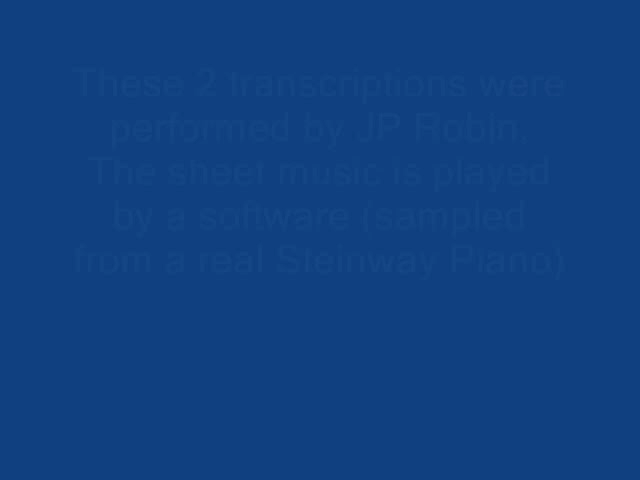 These 2 transcriptions were
performed by JP Robin.
The sheet music is played
by a software (sampled
from a real Steinway Piano)